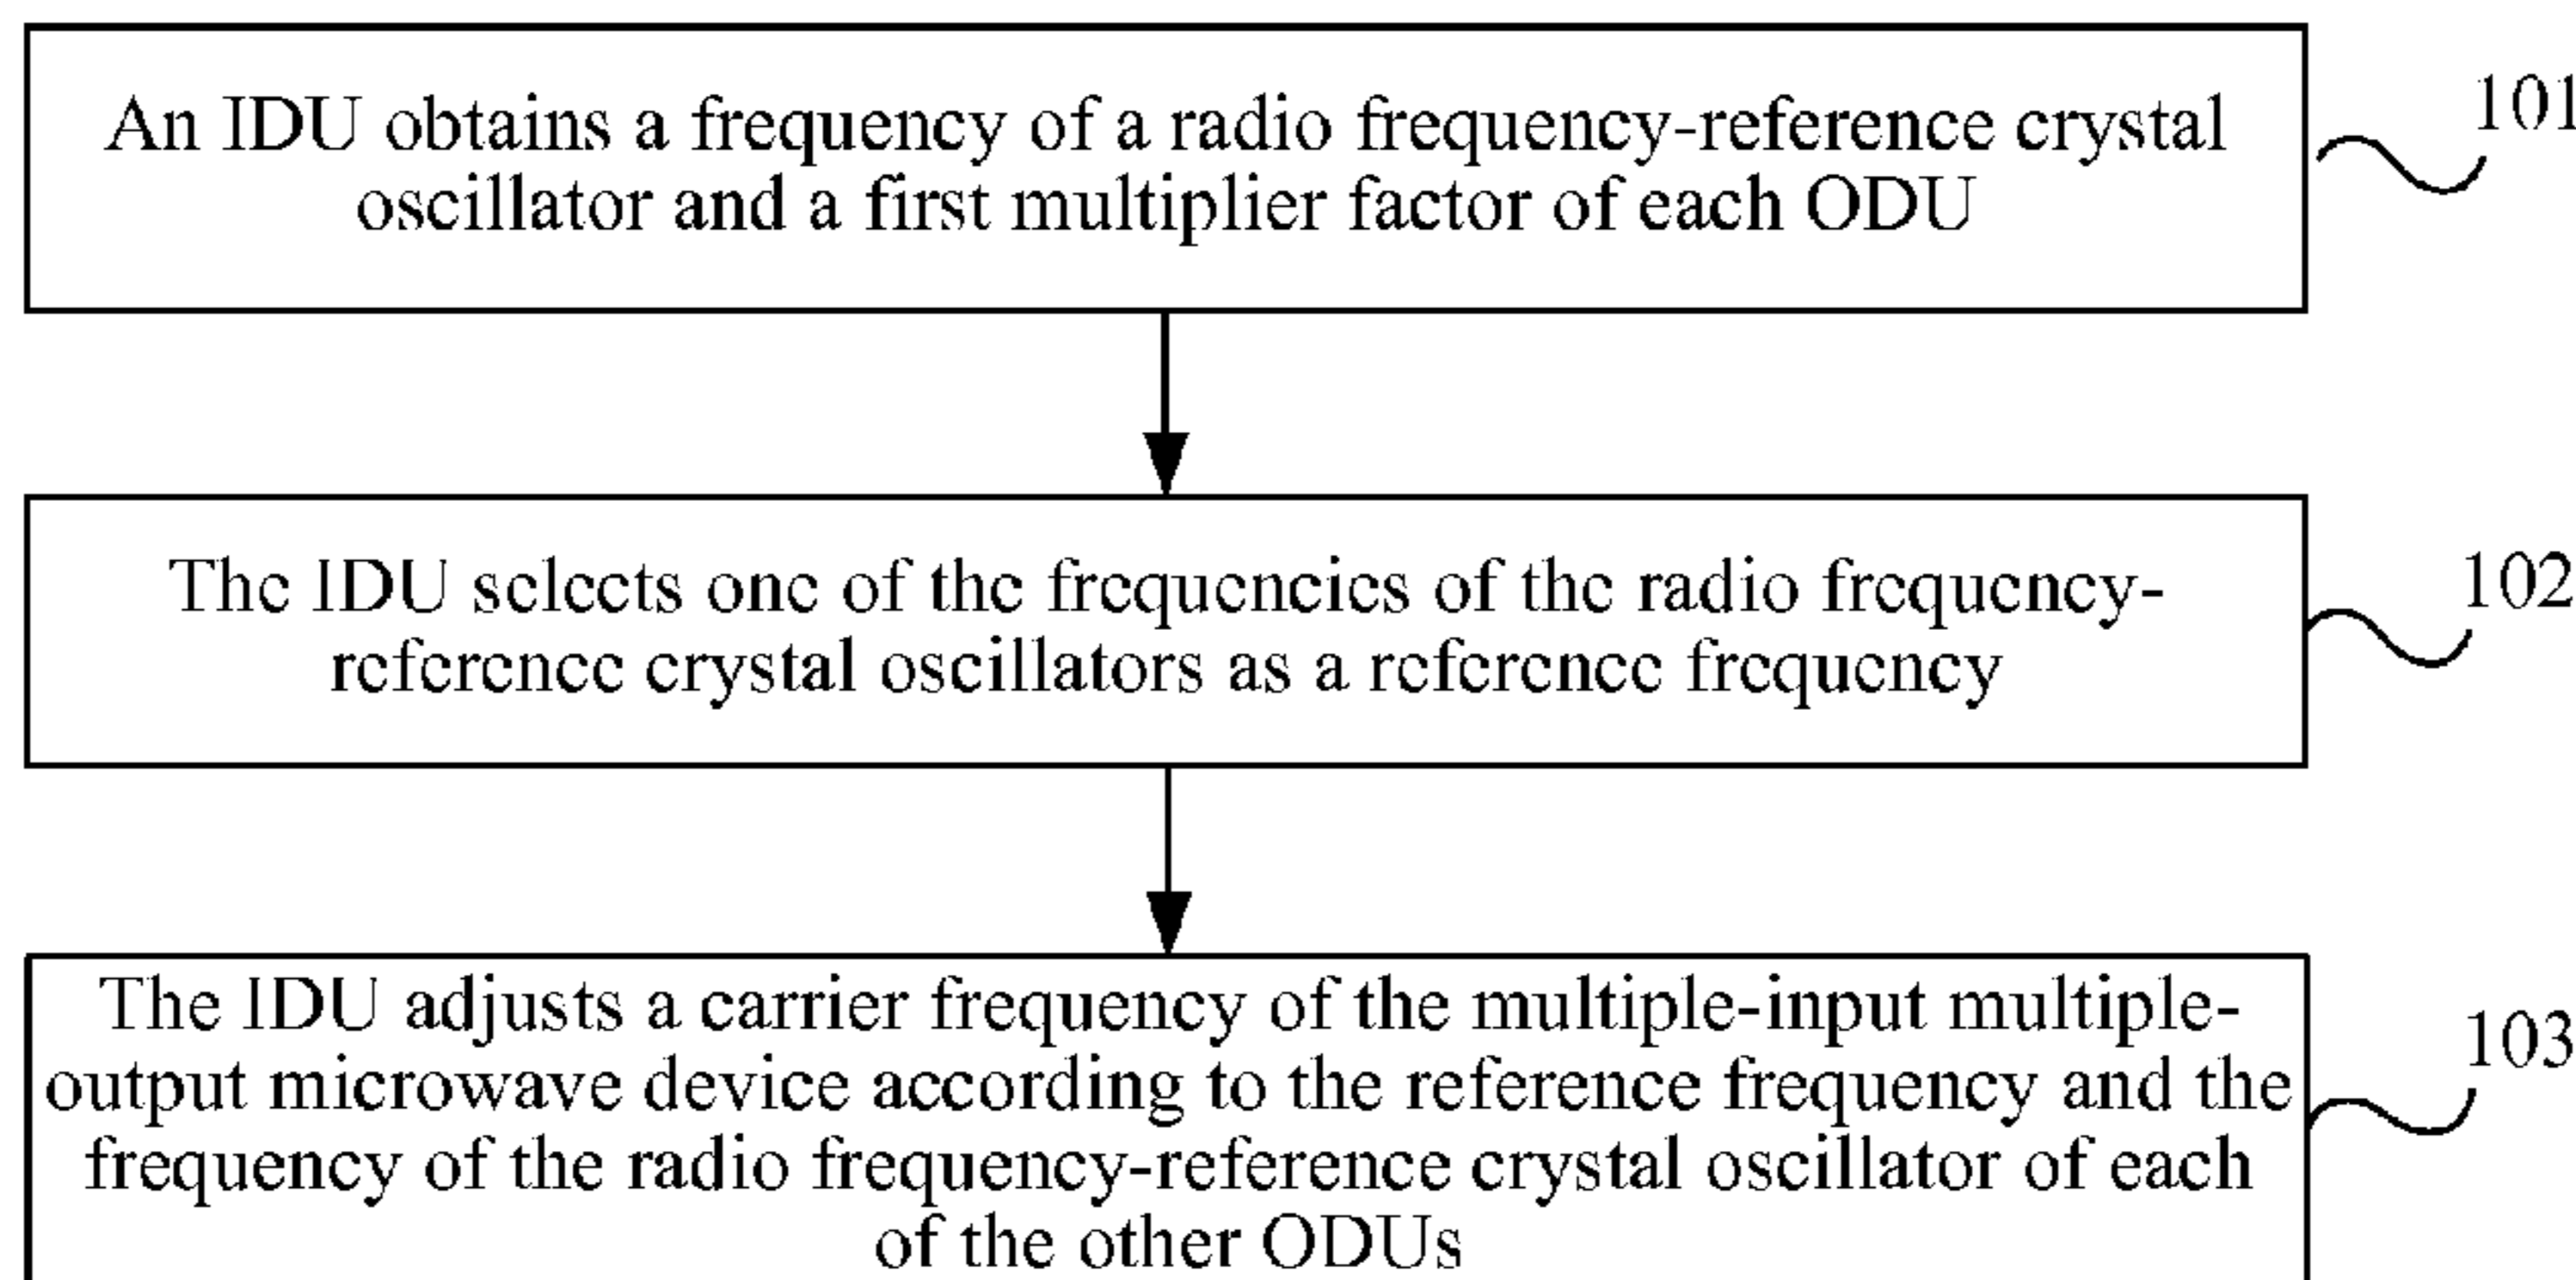 An IDU obtains a frequency of a radio frequency-reference crystal
oscillator and a first multiplier factor of each ODU
101
The IDU selects one of the frequencies of the radio frequency-
reference crystal oscillators as a reference frequency
102
The IDU adjusts a carrier frequency of the multiple-input multiple-
output microwave device according to the reference frequency and the
frequency of the radio frequency-reference crystal oscillator of each
of the other ODUs
103